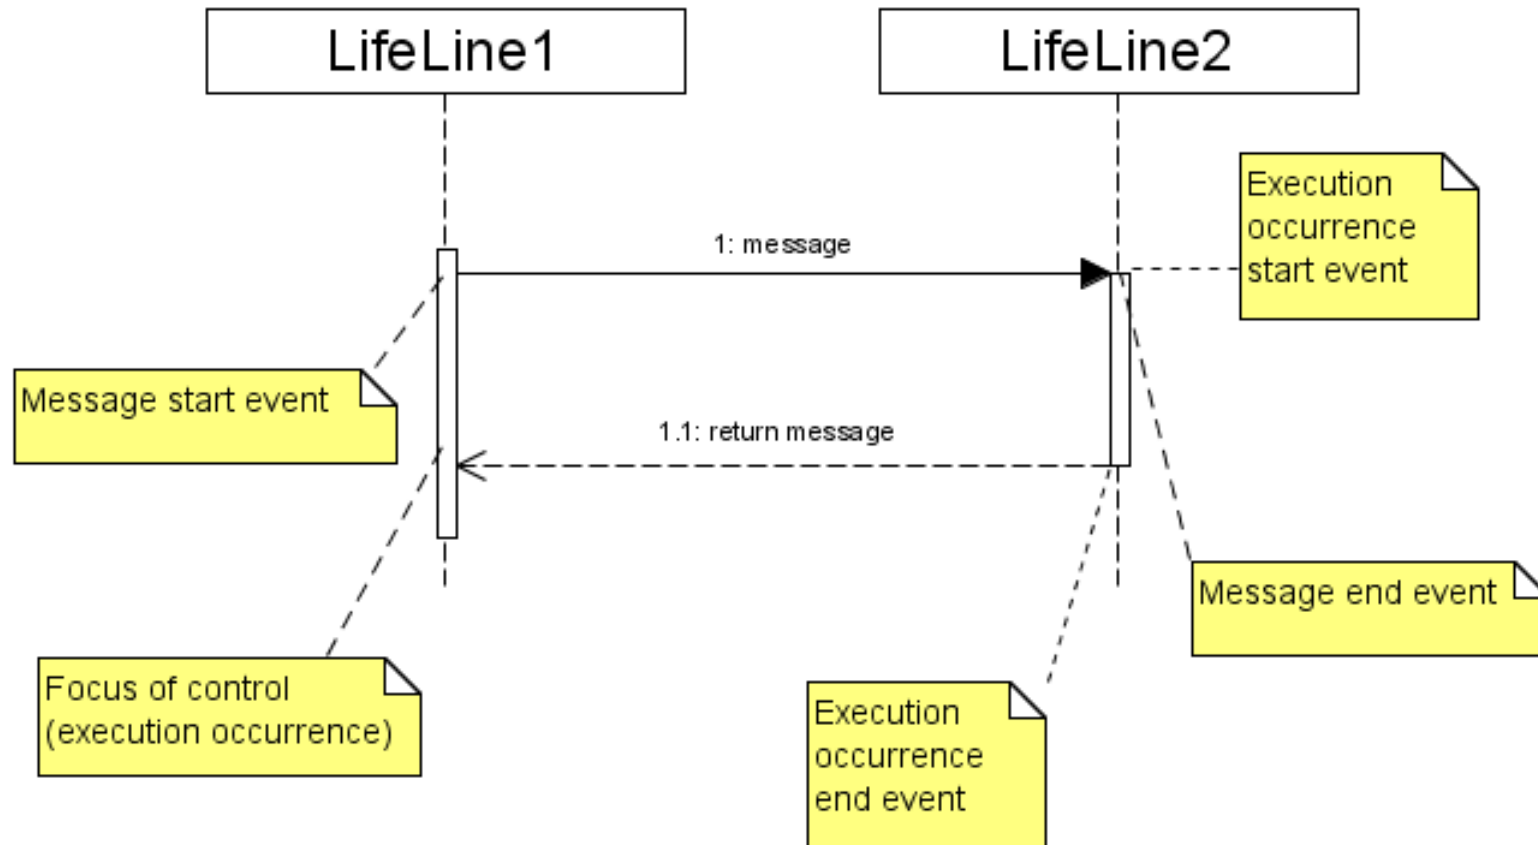 LifeLine1
LifeLine2
Execution
occurrence
start event
1: message
Message start event
1.1: return message
Message end event
Focus of control
(execution occurrence)
Execution
occurrence
end event